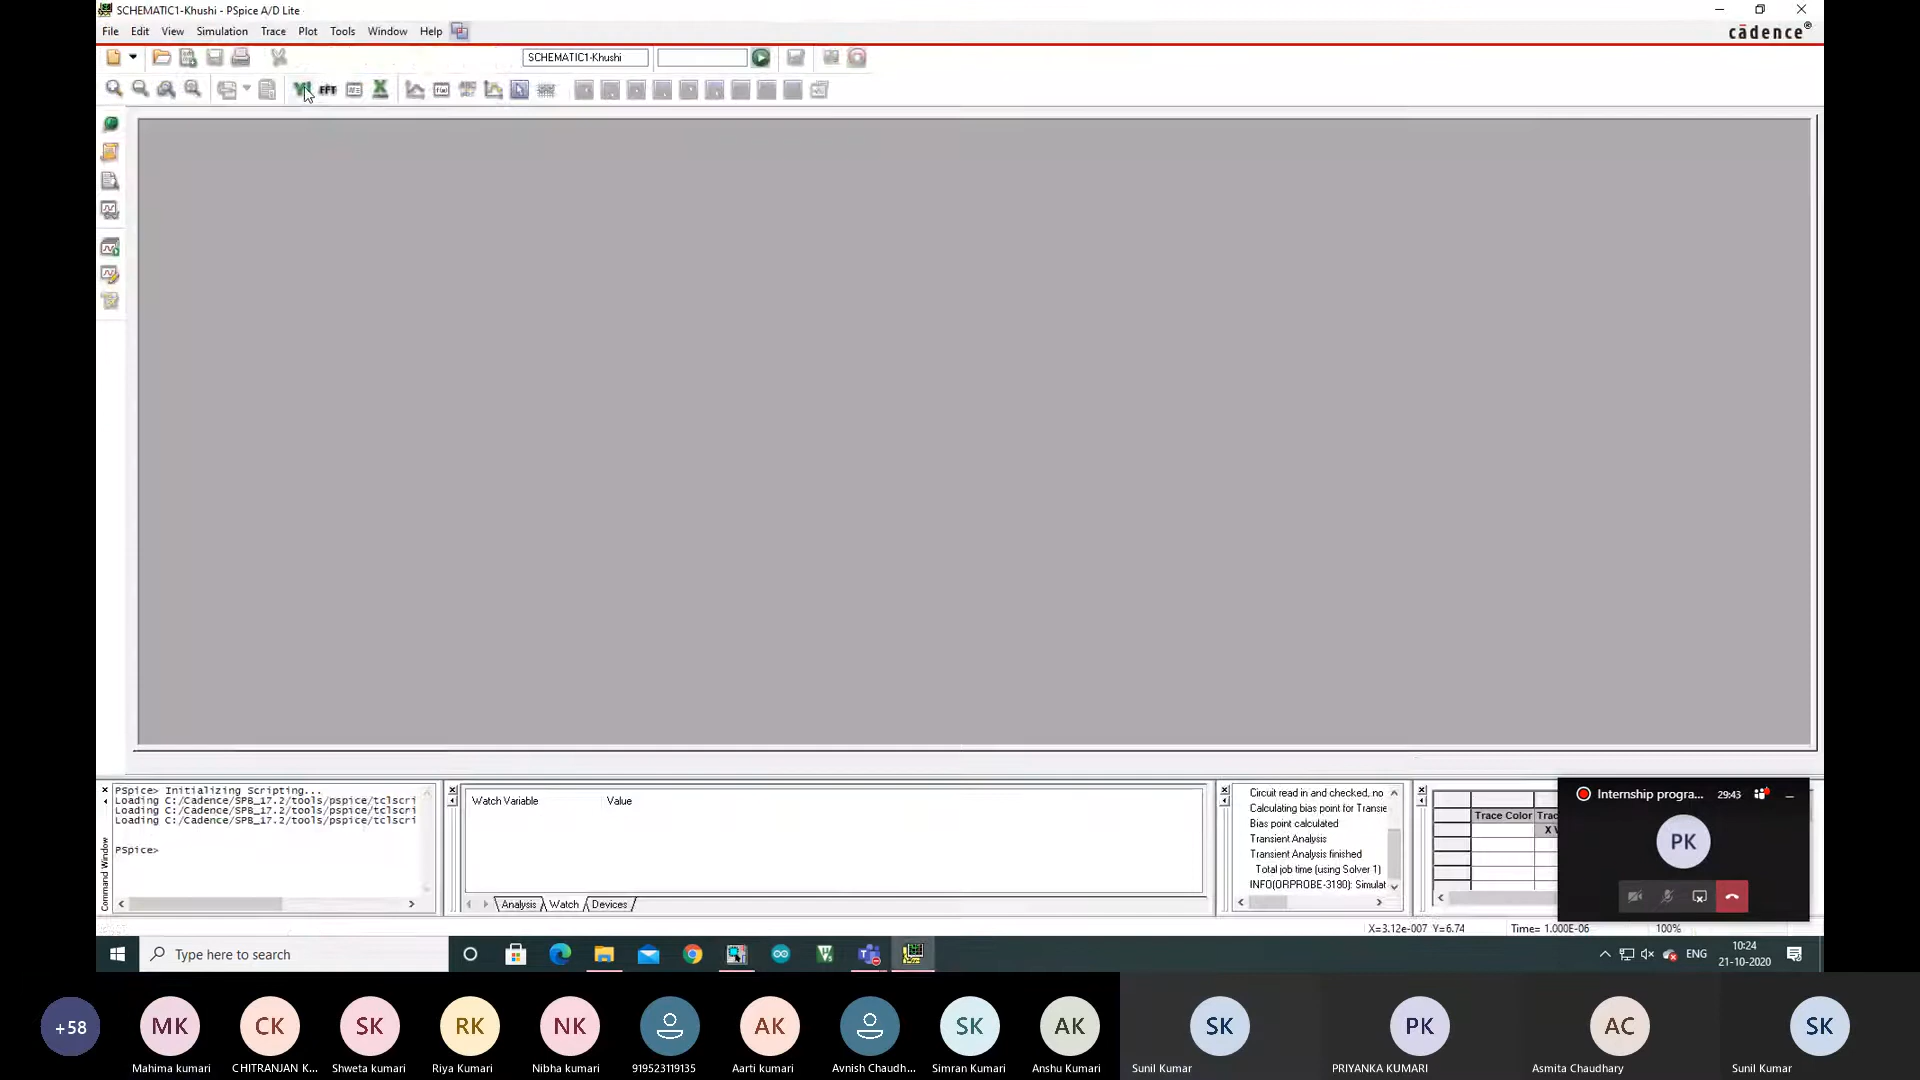 SCHEMATIC1-Khushi - PSpice A/D Lite
File Edit View Simulation Trace Plot Tools Window Help
cādence®
SCHEMATIC1-Khushi
FFT
PSpice> Initializing Scripting...
Loading C:/Cadence/SPB_17.2/tools/pspice/tclscri
Loading C:/Cadence/SPB_17.2/tools/pspice/tclscri
Loading C:/Cadence/SPB_17.2/tools/pspice/tclscri
PSpice>
Command Window
Watch Variable Value
Analysis Watch Devices
Circuit read in and checked, no
Calculating bias point for Transie
Bias point calculated
Transient Analysis
Transient Analysis finished
Total job time (using Solver 1)
INFO(ORPROBE-3190): Simulat
Trace Color Trac
X V
Internship progra... 29:43
PK
X=3.12e-007 Y=6.74 Time= 1.000E-06 100%
Type here to search
ENG
10:24
21-10-2020
+58
MK CK SK RK NK AK SK AK SK PK AC SK
Mahima kumari CHITRANJAN K... Shweta kumari Riya Kumari Nibha kumari 919523119135 Aarti kumari Avnish Chaudh... Simran Kumari Anshu Kumari Sunil Kumar PRIYANKA KUMARI Asmita Chaudhary Sunil Kumar